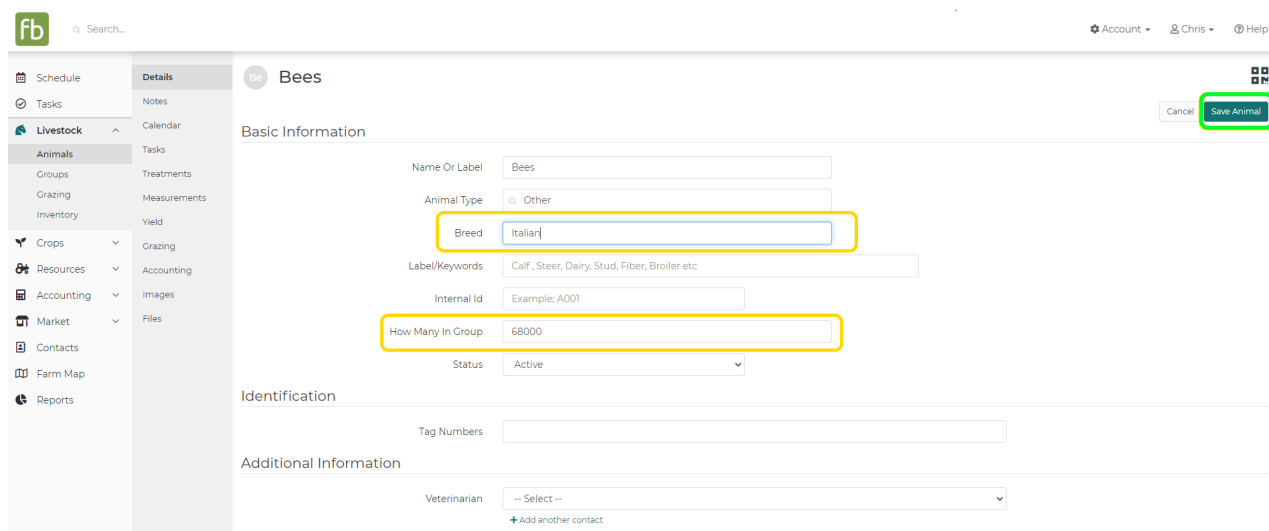 fb
Search...
Account
Chris
Help
Schedule
Tasks
Livestock
Animals
Groups
Grazing
Inventory
Crops
Resources
Accounting
Market
Contacts
Farm Map
Reports
Details
Notes
Calendar
Tasks
Treatments
Measurements
Yield
Grazing
Accounting
Images
Files
Be Bees
Cancel Save Animal
Basic Information
Name Or Label Bees
Animal Type Other
Breed Italian
Label/Keywords Calf , Steer, Dairy, Stud, Fiber, Broiler etc
Internal Id Example: A001
How Many In Group 68000
Status Active
Identification
Tag Numbers
Additional Information
Veterinarian -- Select --
+ Add another contact